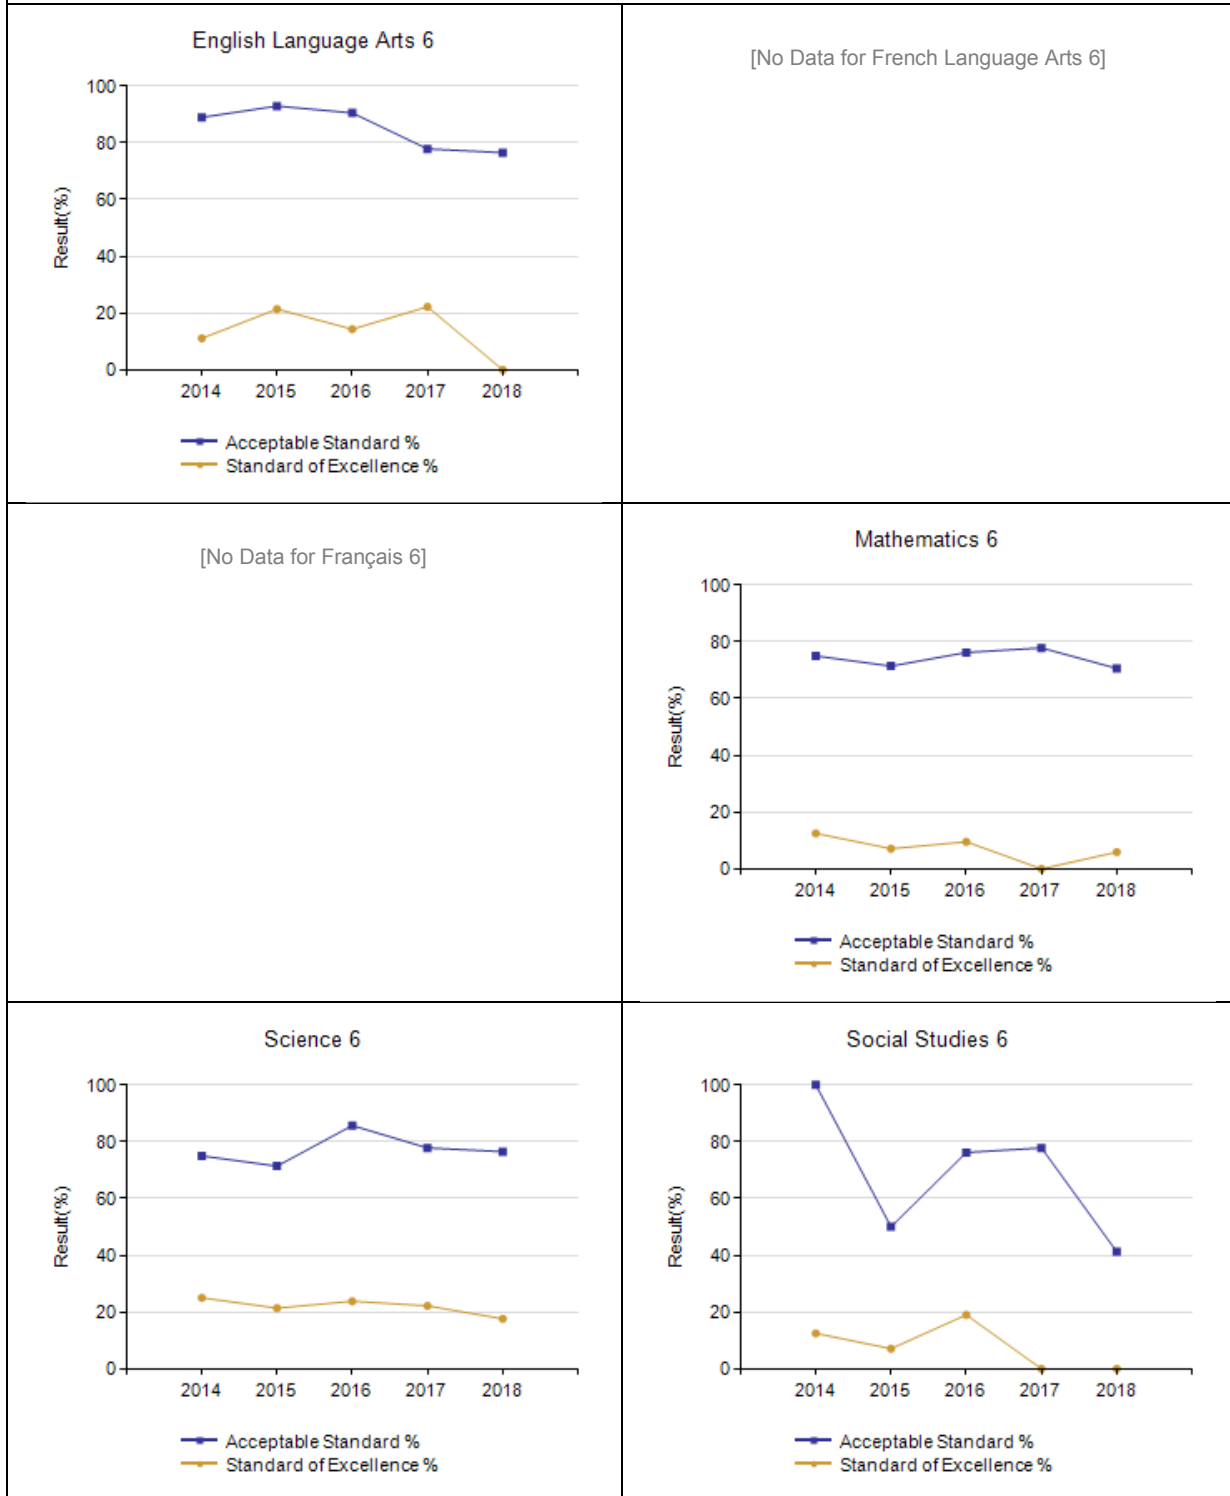 English Language Arts 6
100
80
60
40
20
0
Result(%)
2014 2015 2016 2017 2018
Acceptable Standard %
Standard of Excellence %
[No Data for French Language Arts 6]
[No Data for Français 6]
Mathematics 6
100
80
60
40
20
0
Result(%)
2014 2015 2016 2017 2018
Acceptable Standard %
Standard of Excellence %
Science 6
100
80
60
40
20
0
Result(%)
2014 2015 2016 2017 2018
Acceptable Standard %
Standard of Excellence %
Social Studies 6
100
80
60
40
20
0
Result(%)
2014 2015 2016 2017 2018
Acceptable Standard %
Standard of Excellence %